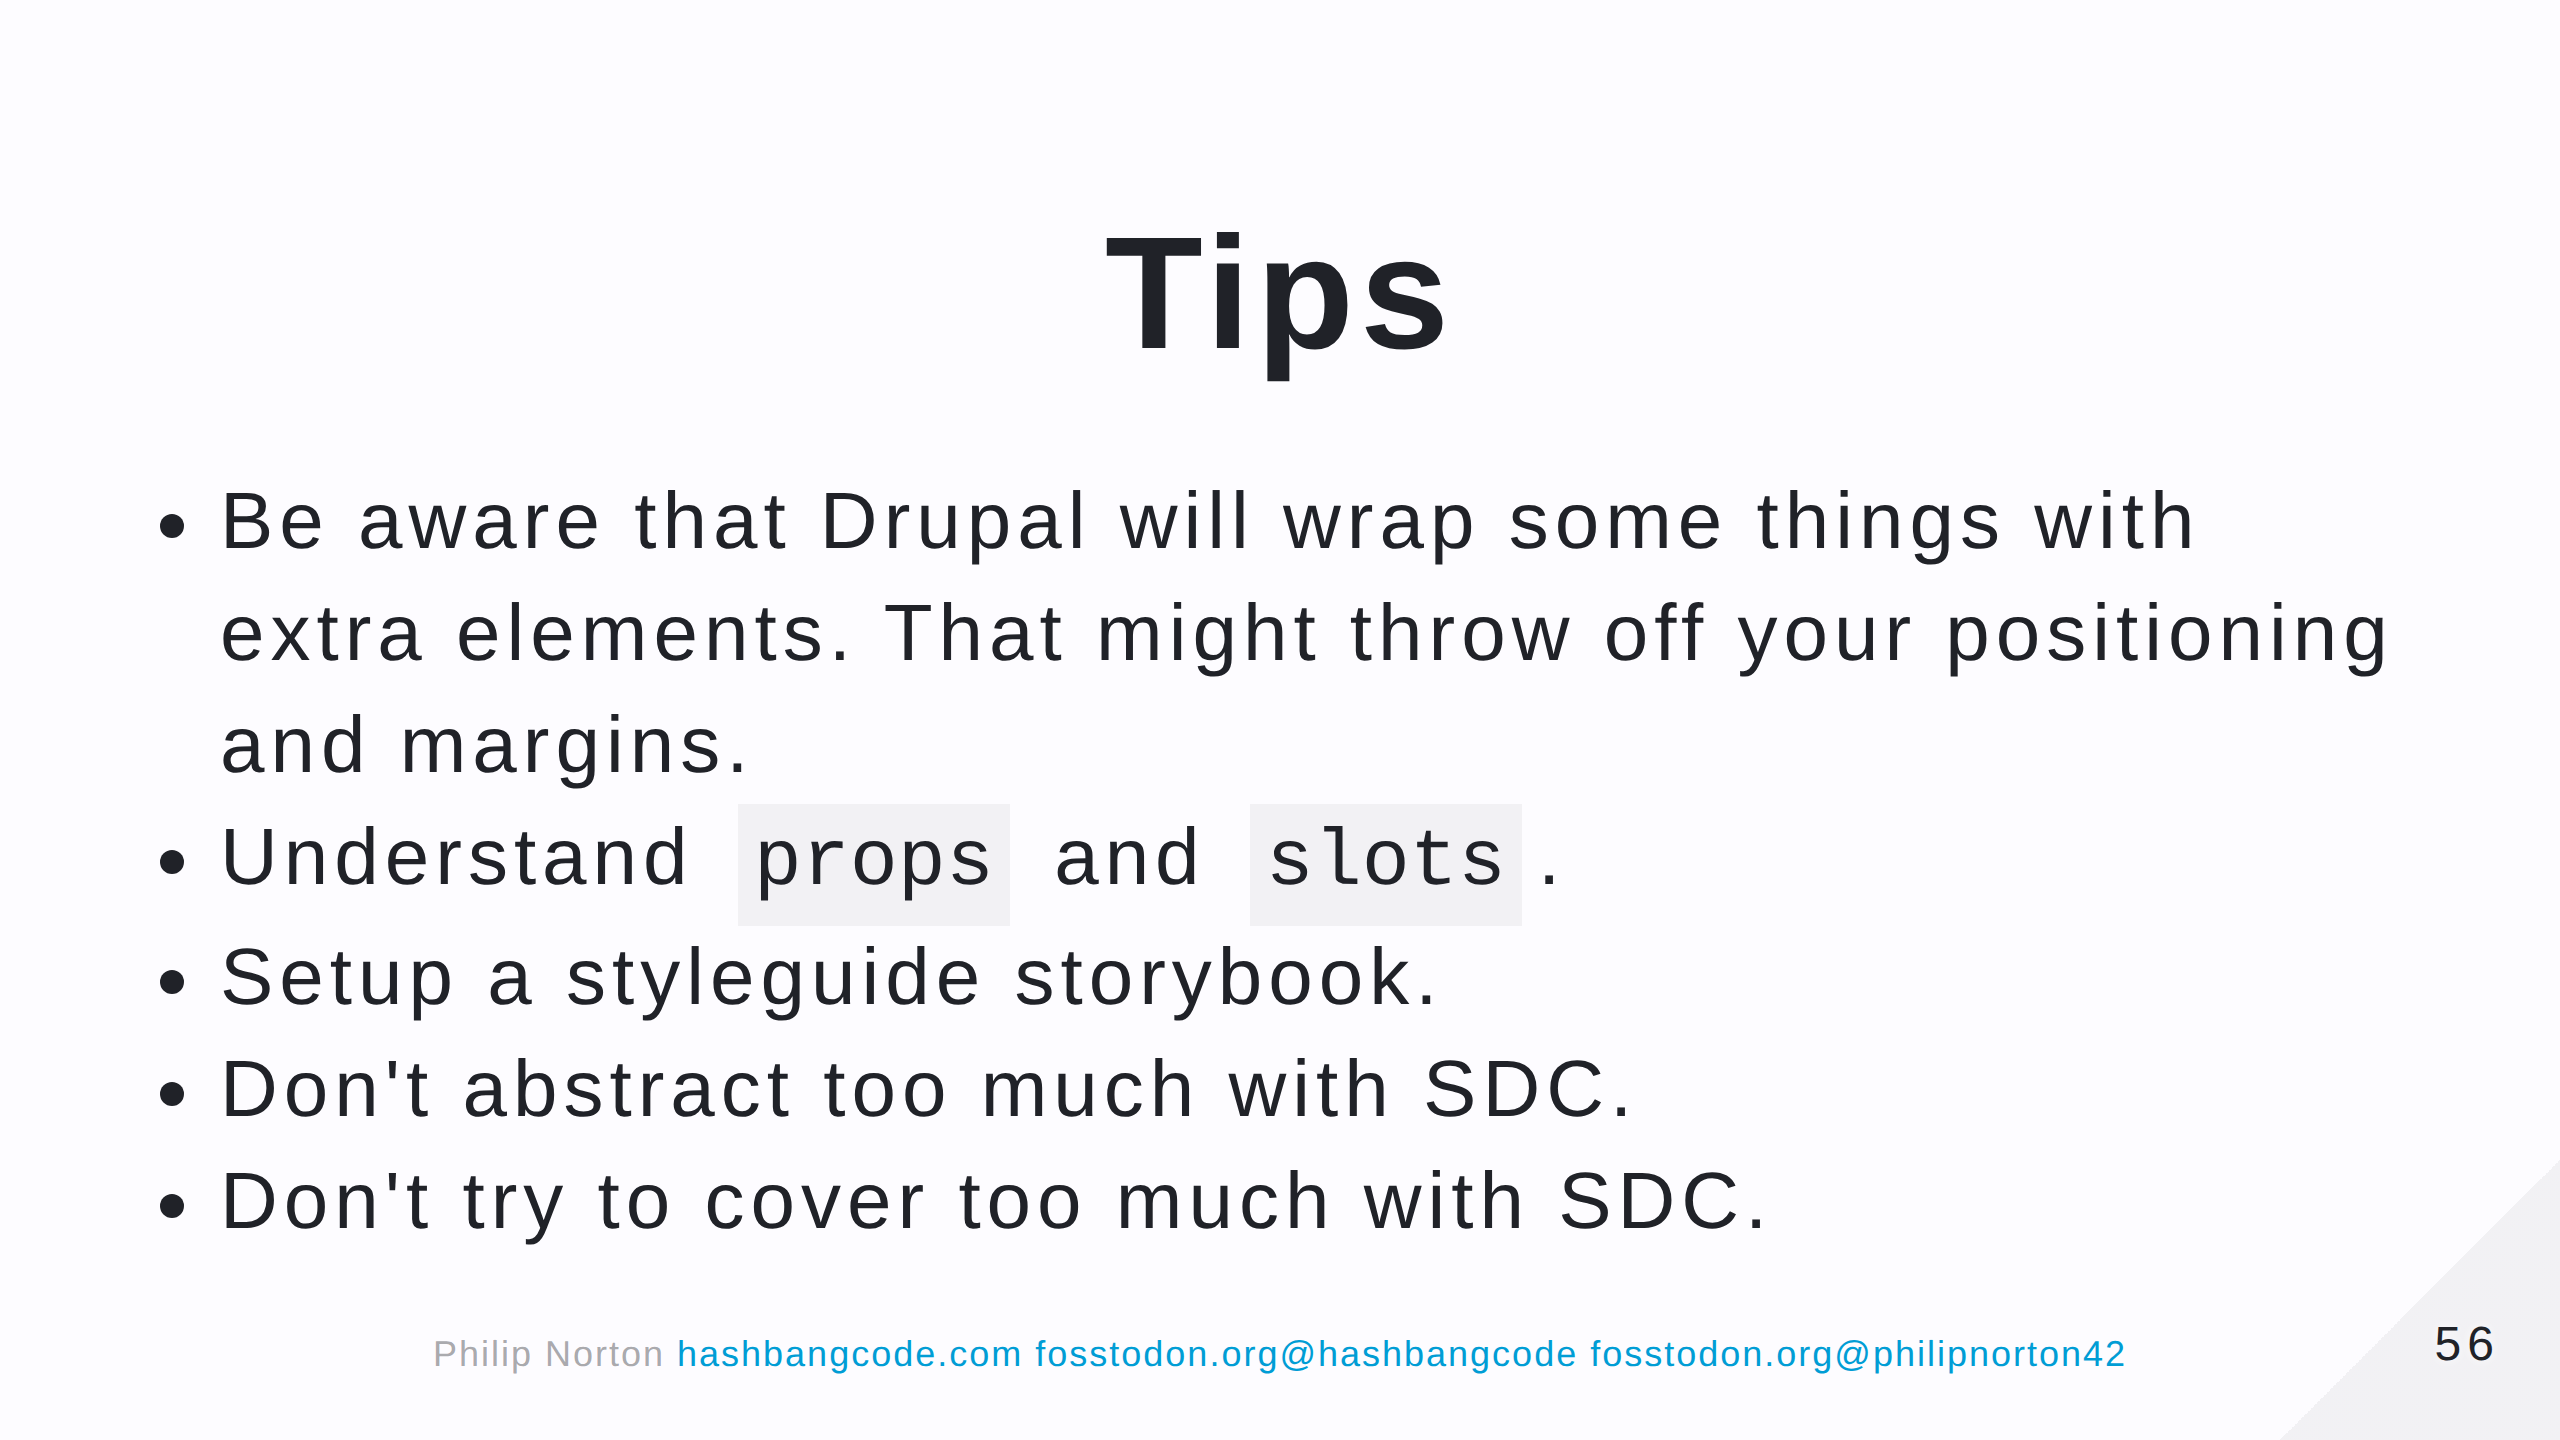 Tips
• Be aware that Drupal will wrap some things with
extra elements. That might throw off your positioning
and margins.
• Understand props and slots.
• Setup a styleguide storybook.
• Don't abstract too much with SDC.
• Don't try to cover too much with SDC.
Philip Norton hashbangcode.com fosstodon.org@hashbangcode fosstodon.org@philipnorton42
56